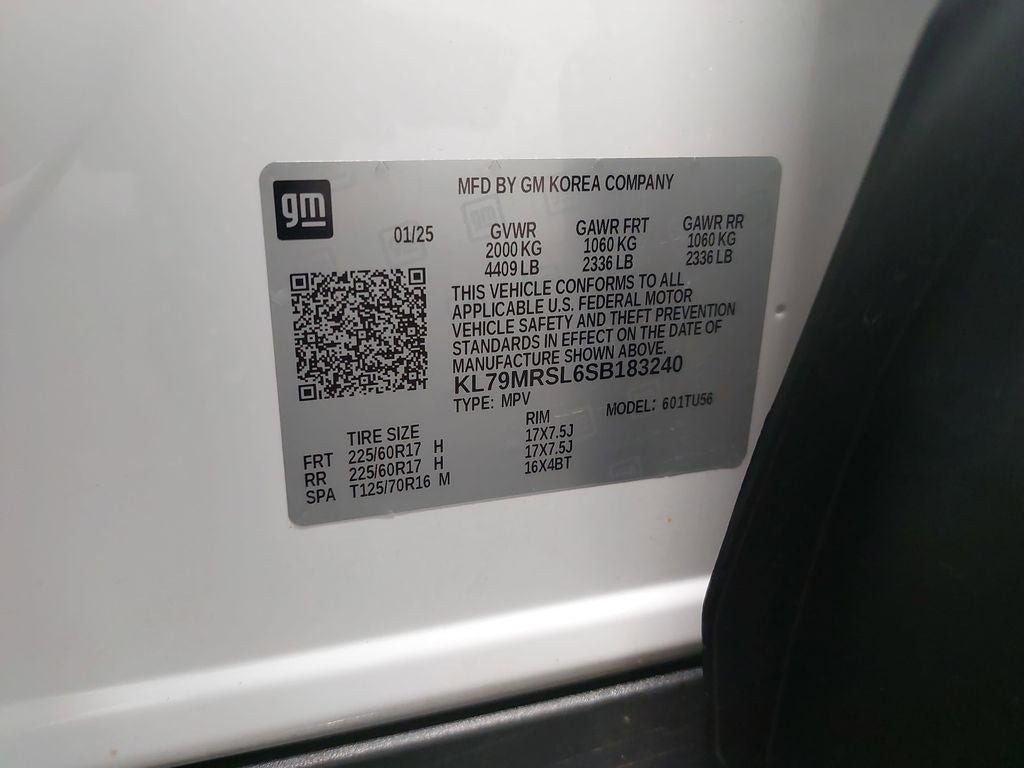 gm
MFD BY GM KOREA COMPANY
01/25
GVWR GAWR FRT GAWR RR
2000 KG 1060 KG 1060 KG
4409 LB 2336 LB 2336 LB
THIS VEHICLE CONFORMS TO ALL
APPLICABLE U.S. FEDERAL MOTOR
VEHICLE SAFETY AND THEFT PREVENTION
STANDARDS IN EFFECT ON THE DATE OF
MANUFACTURE SHOWN ABOVE.
KL79MRSL6SB183240
TYPE: MPV MODEL: 601TU56
TIRE SIZE RIM
FRT 225/60R17 H 17X7.5J
RR 225/60R17 H 17X7.5J
SPA T125/70R16 M 16X4BT